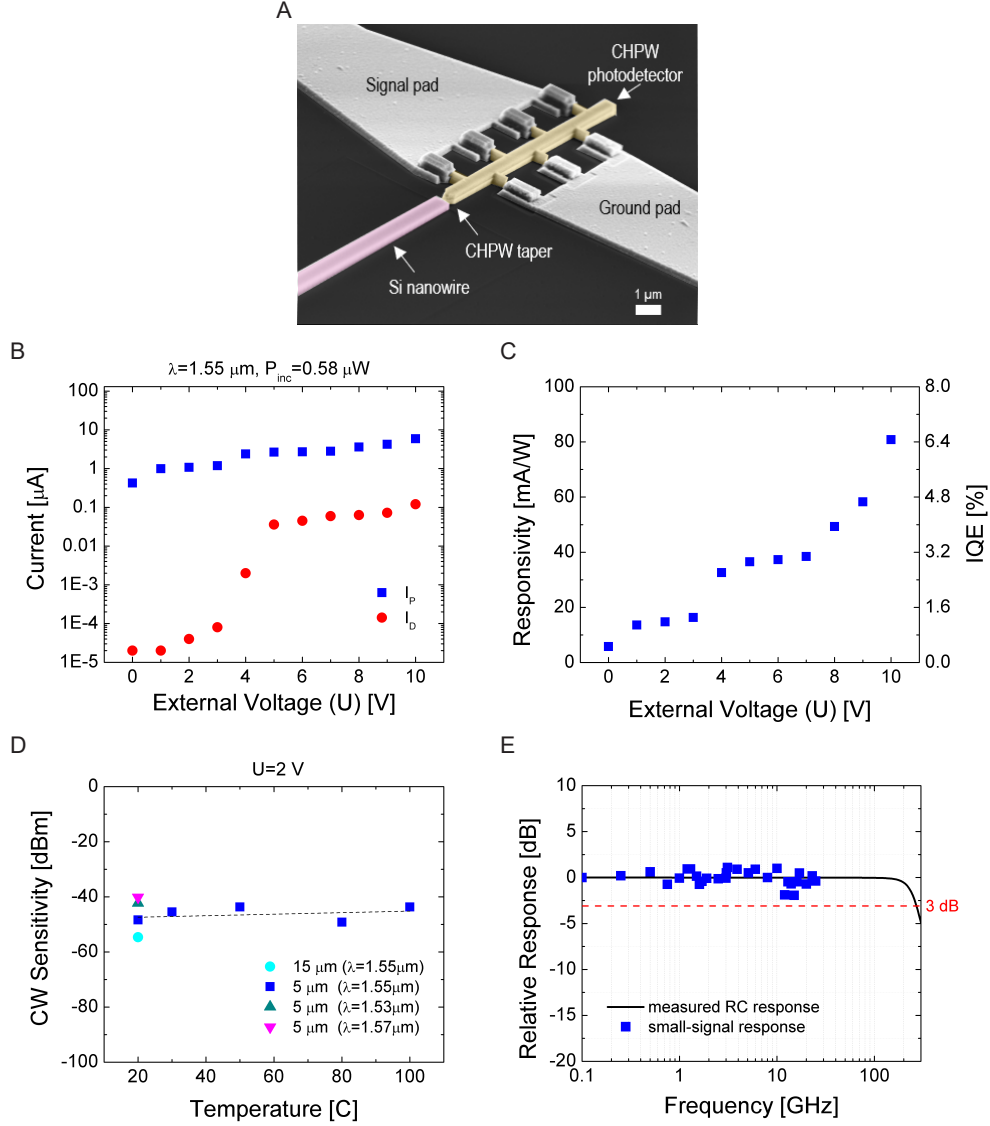 A
Signal pad
CHPW
photodetector
Ground pad
CHPW taper
Si nanowire
1 µm
B
λ=1.55 µm, Pinc=0.58 µW
100
10
1
0.1
0.01
1E-3
1E-4
1E-5
Current [µA]
IP
ID
0 2 4 6 8 10
External Voltage (U) [V]
C
100
80
60
40
20
0
Responsivity [mA/W]
8.0
6.4
4.8
3.2
1.6
0.0
IQE [%]
0 2 4 6 8 10
External Voltage (U) [V]
D
U=2 V
0
-20
-40
-60
-80
-100
CW Sensitivity [dBm]
15 µm (λ=1.55µm)
5 µm (λ=1.55µm)
5 µm (λ=1.53µm)
5 µm (λ=1.57µm)
20 40 60 80 100
Temperature [C]
E
10
5
0
-5
-10
-15
-20
Relative Response [dB]
3 dB
measured RC response
small-signal response
0.1 1 10 100
Frequency [GHz]